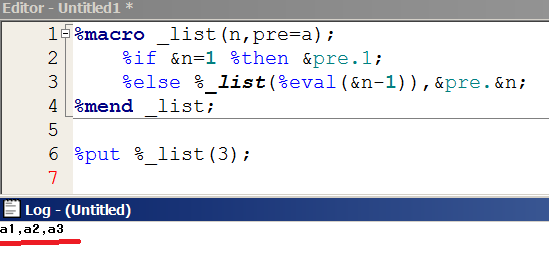 Editor - Untitled1 *
1 %macro _list(n,pre=a);
2 %if &n=1 %then &pre.1;
3 %else %_list(%eval(&n-1)),&pre.&n;
4 %mend _list;
5
6 %put %_list(3);
7
Log - (Untitled)
a1,a2,a3